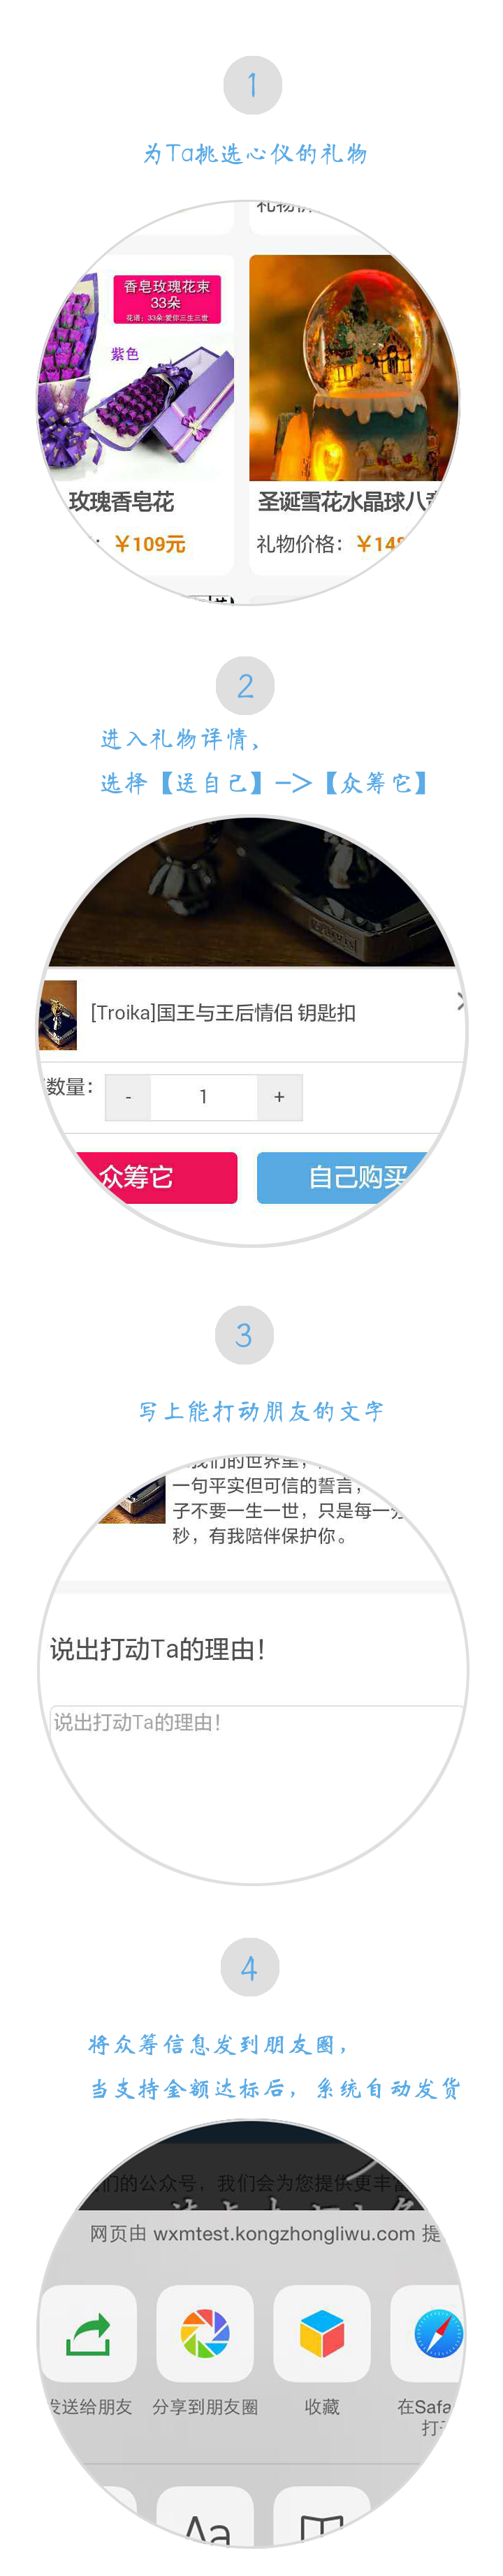 1
为Ta挑选心仪的礼物
香皂玫瑰花束
33朵
花语：33朵:爱你三生三世
紫色
玫瑰香皂花
圣诞雪花水晶球八音
：￥109元
礼物价格：￥148
2
进入礼物详情，
选择【送自己】->【众筹它】
[Troika]国王与王后情侣 钥匙扣
数量：
-
1
+
众筹它
自己购买
3
写上能打动朋友的文字
我们的世界里，
一句平实但可信的誓言，
子不要一生一世，只是每一分
秒，有我陪伴保护你。
说出打动Ta的理由！
说出打动Ta的理由！
4
将众筹信息发到朋友圈，
当支持金额达标后，系统自动发货
们的公众号，我们会为您提供更丰富
网页由 wxmtest.kongzhongliwu.com 提
发送给朋友
分享到朋友圈
收藏
在Safa
打开
Aa